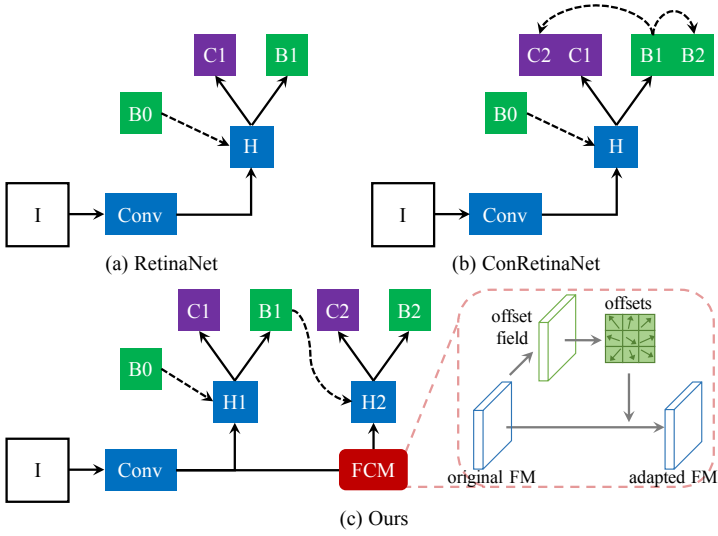 C1 B1
B0
H
I Conv
(a) RetinaNet
C2 C1 B1 B2
B0
H
I Conv
(b) ConRetinaNet
C1 B1 C2 B2
B0
H1 H2
I Conv FCM
offset
field
offsets
original FM adapted FM
(c) Ours